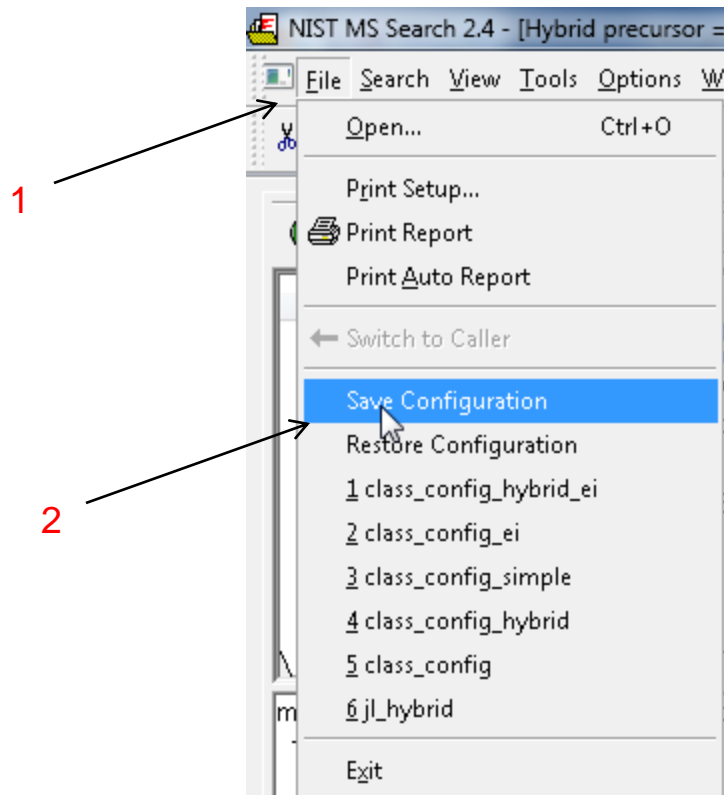 NIST MS Search 2.4 - [Hybrid precursor =
File Search View Tools Options W
Open... Ctrl+O
1
Print Setup...
Print Report
Print Auto Report
Switch to Caller
Save Configuration
Restore Configuration
1 class_config_hybrid_ei
2
2 class_config_ei
3 class_config_simple
4 class_config_hybrid
5 class_config
6 jl_hybrid
m
Exit